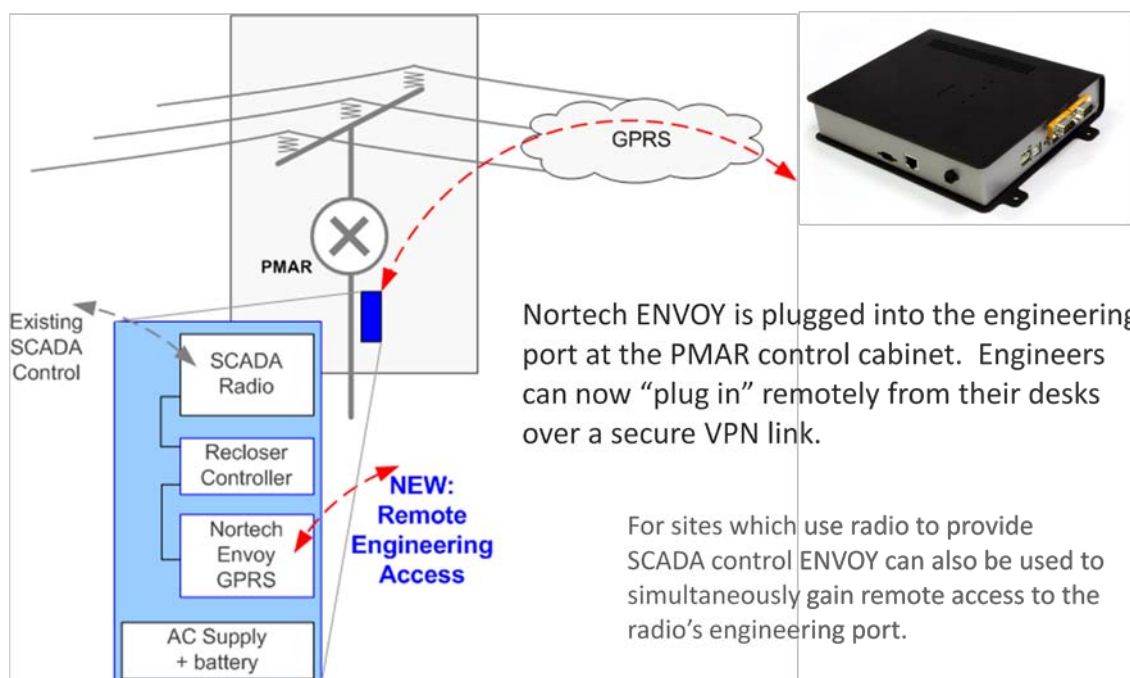 GPRS
PMAR
Existing
SCADA
Control
SCADA
Radio
Recloser
Controller
Nortech
Envoy
GPRS
AC Supply
+ battery
NEW:
Remote
Engineering
Access
Nortech ENVOY is plugged into the engineering
port at the PMAR control cabinet.  Engineers
can now “plug in” remotely from their desks
over a secure VPN link.
For sites which use radio to provide
SCADA control ENVOY can also be used to
simultaneously gain remote access to the
radio’s engineering port.